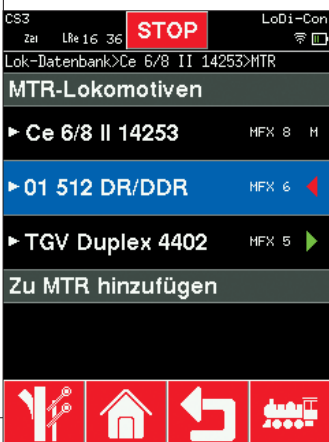 CS3 STOP LoDi-Con
Zei LRe 16 36
Lok-Datenbank>Ce 6/8 II 14253>MTR
MTR-Lokomotiven
Ce 6/8 II 14253 MFX 8 M
01 512 DR/DDR MFX 6
TGV Duplex 4402 MFX 5
Zu MTR hinzufügen